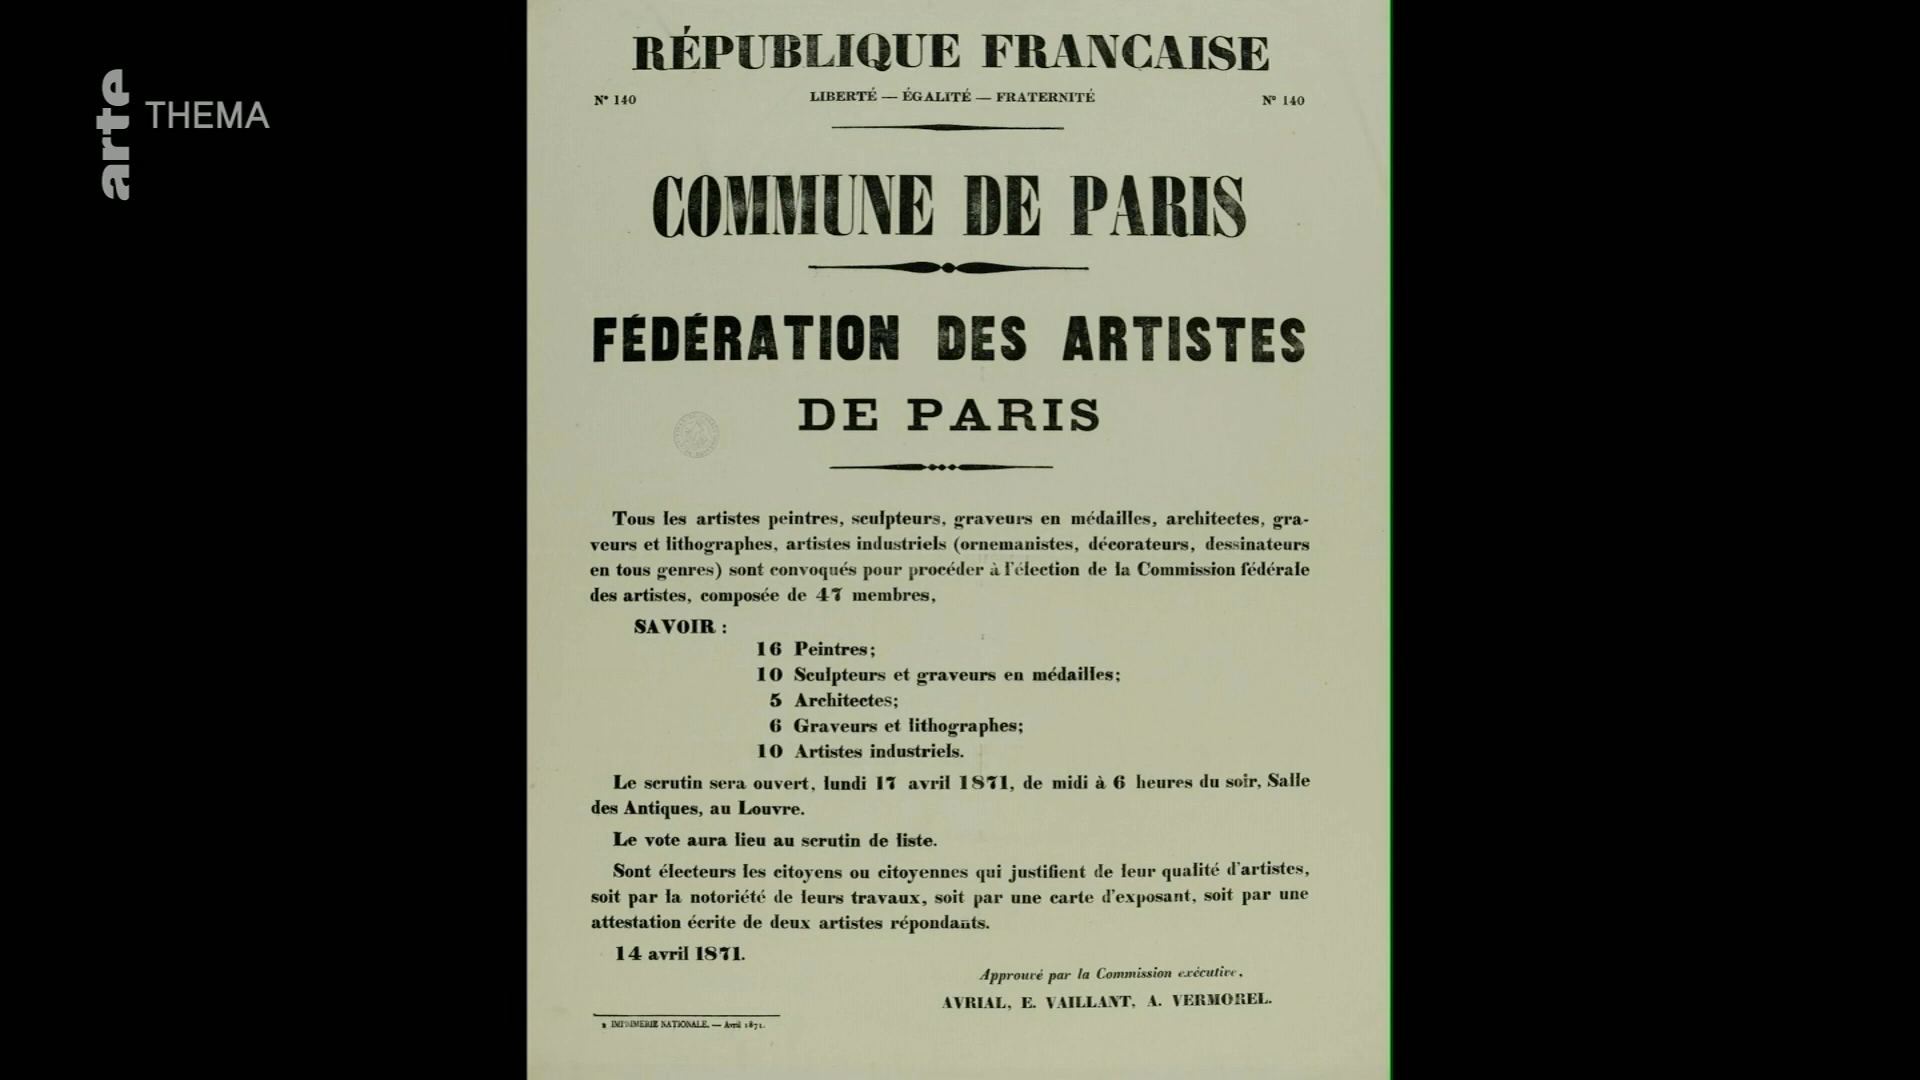 arte THEMA
RÉPUBLIQUE FRANCAISE
N° 140 LIBERTÉ — ÉGALITÉ — FRATERNITÉ N° 140
COMMUNE DE PARIS
FÉDÉRATION DES ARTISTES
DE PARIS
Tous les artistes peintres, sculpteurs, graveurs en médailles, architectes, gra-
veurs et lithographes, artistes industriels (ornemanistes, décorateurs, dessinateurs
en tous genres) sont convoqués pour procéder à l'élection de la Commission fédérale
des artistes, composée de 47 membres,
SAVOIR :
16 Peintres;
10 Sculpteurs et graveurs en médailles;
5 Architectes;
6 Graveurs et lithographes;
10 Artistes industriels.
Le scrutin sera ouvert, lundi 17 avril 1871, de midi à 6 heures du soir, Salle
des Antiques, au Louvre.
Le vote aura lieu au scrutin de liste.
Sont électeurs les citoyens ou citoyennes qui justifient de leur qualité d'artistes,
soit par la notoriété de leurs travaux, soit par une carte d'exposant, soit par une
attestation écrite de deux artistes répondants.
14 avril 1871.
Approuvé par la Commission exécutive.
AVRIAL, E. VAILLANT, A. VERMOREL.
IMPRIMERIE NATIONALE. — Avril 1871.